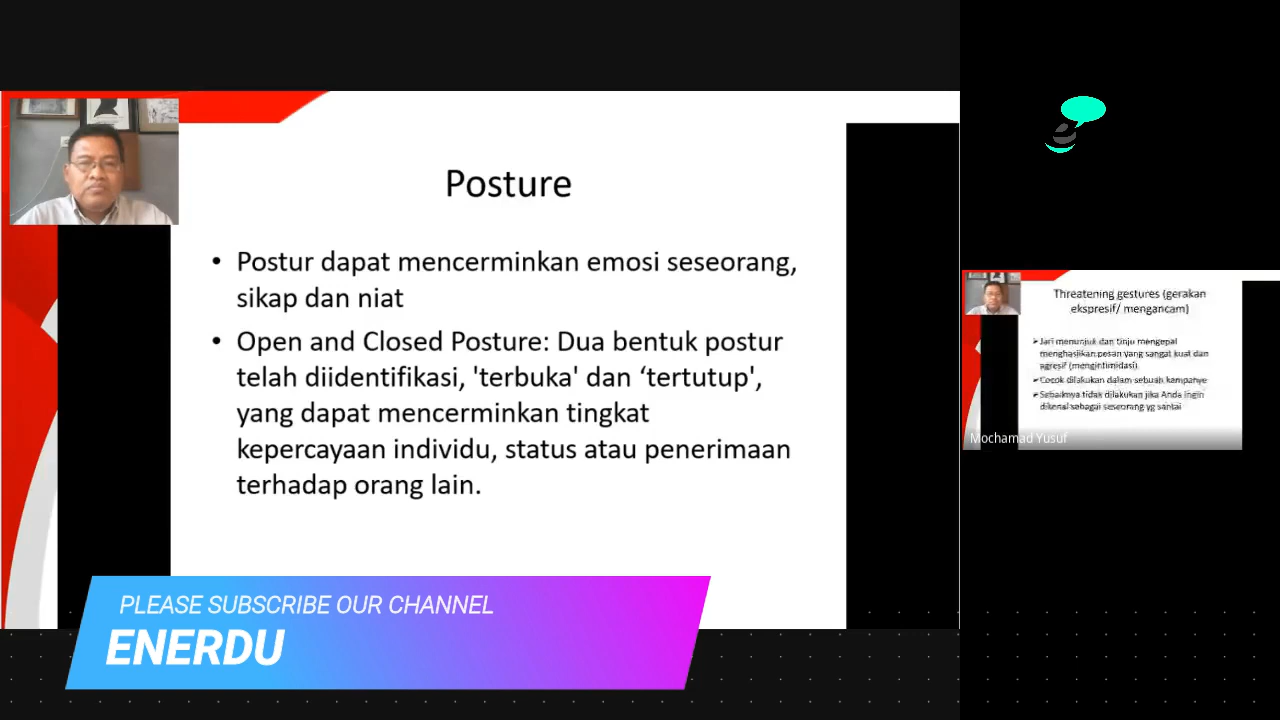 Posture
• Postur dapat mencerminkan emosi seseorang,
sikap dan niat
• Open and Closed Posture: Dua bentuk postur
telah diidentifikasi, 'terbuka' dan ‘tertutup',
yang dapat mencerminkan tingkat
kepercayaan individu, status atau penerimaan
terhadap orang lain.
PLEASE SUBSCRIBE OUR CHANNEL
ENERDU
Threatening gestures (gerakan
ekspresif/ mengancam)
➢ Jari menunjuk dan tinju mengepal
menghasilkan pesan yang sangat kuat dan
agresif (mengintimidasi).
➢ Cocok dilakukan dalam sebuah kampanye
➢ Sebaiknya tidak dilakukan jika Anda ingin
dikenal sebagai seseorang yg santai
Mochamad Yusuf